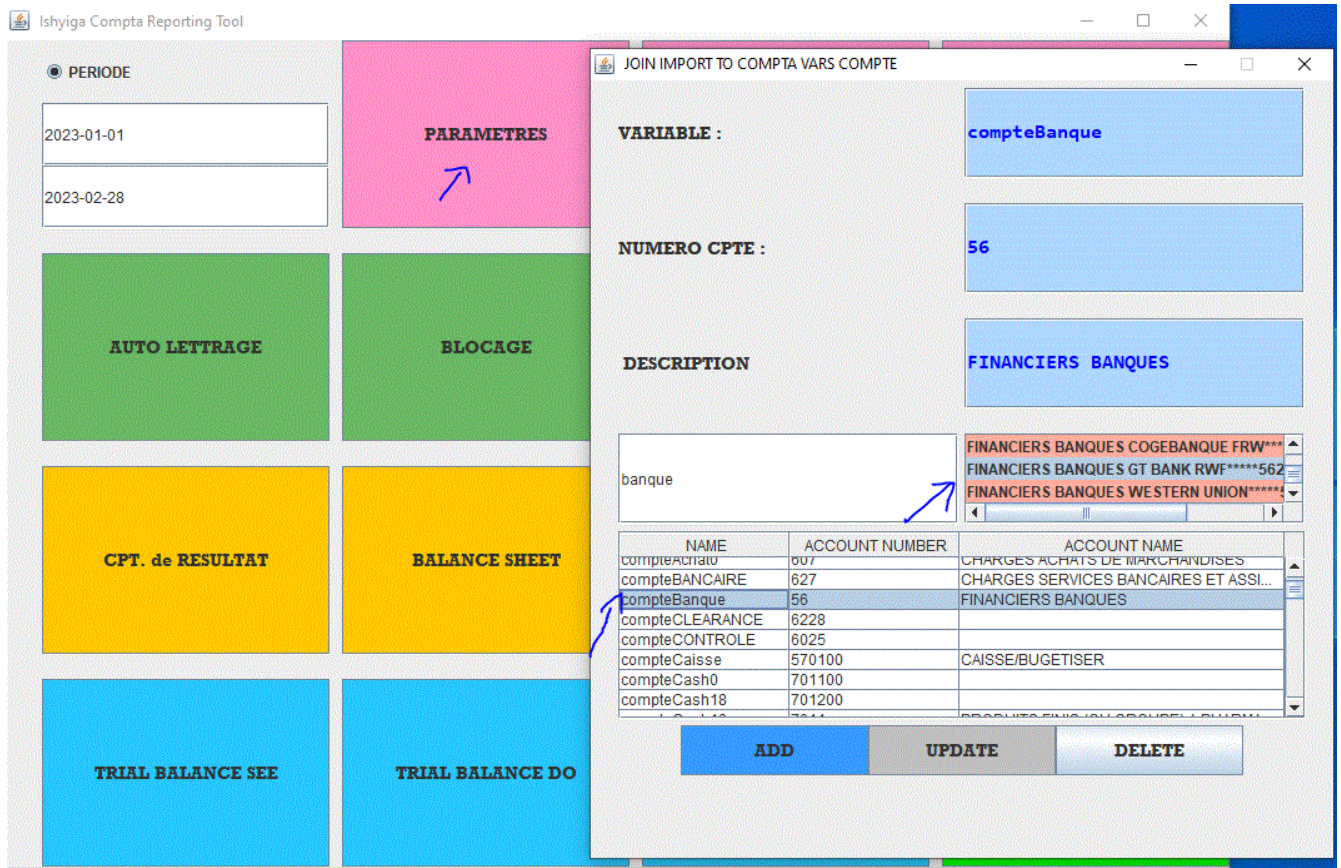 Ishyiga Compta Reporting Tool
PERIODE
2023-01-01
2023-02-28
PARAMETRES
AUTO LETTRAGE
BLOCAGE
CPT. de RESULTAT
BALANCE SHEET
TRIAL BALANCE SEE
TRIAL BALANCE DO
JOIN IMPORT TO COMPTA VARS COMPTE
VARIABLE : compteBanque
NUMERO CPTE : 56
DESCRIPTION FINANCIERS BANQUES
banque
FINANCIERS BANQUES COGEBANQUE FRW***
FINANCIERS BANQUES GT BANK RWF*****562
FINANCIERS BANQUES WESTERN UNION*****
NAME ACCOUNT NUMBER ACCOUNT NAME
compteAchat0 607 CHARGES ACHATS DE MARCHANDISES
compteBANCAIRE 627 CHARGES SERVICES BANCAIRES ET ASSI...
compteBanque 56 FINANCIERS BANQUES
compteCLEARANCE 6228
compteCONTROLE 6025
compteCaisse 570100 CAISSE/BUGETISER
compteCash0 701100
compteCash18 701200
ADD UPDATE DELETE